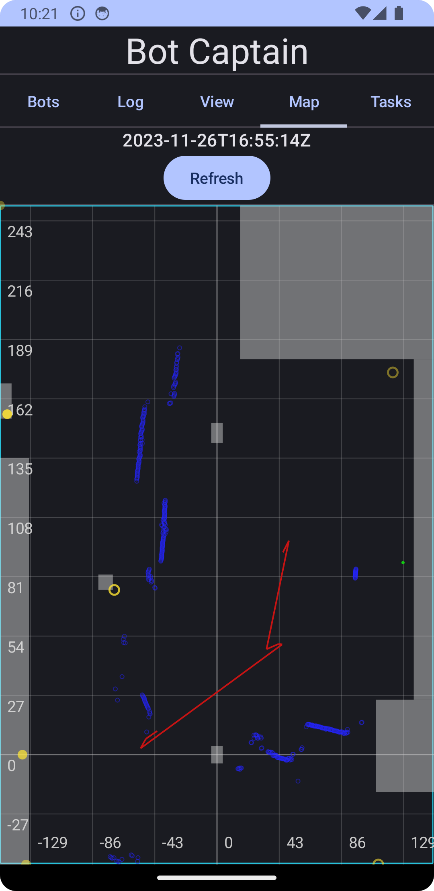 10:21
Bot Captain
Bots Log View Map Tasks
2023-11-26T16:55:14Z
Refresh
243
216
189
162
135
108
81
54
27
0
-27
-129 -86 -43 0 43 86 129